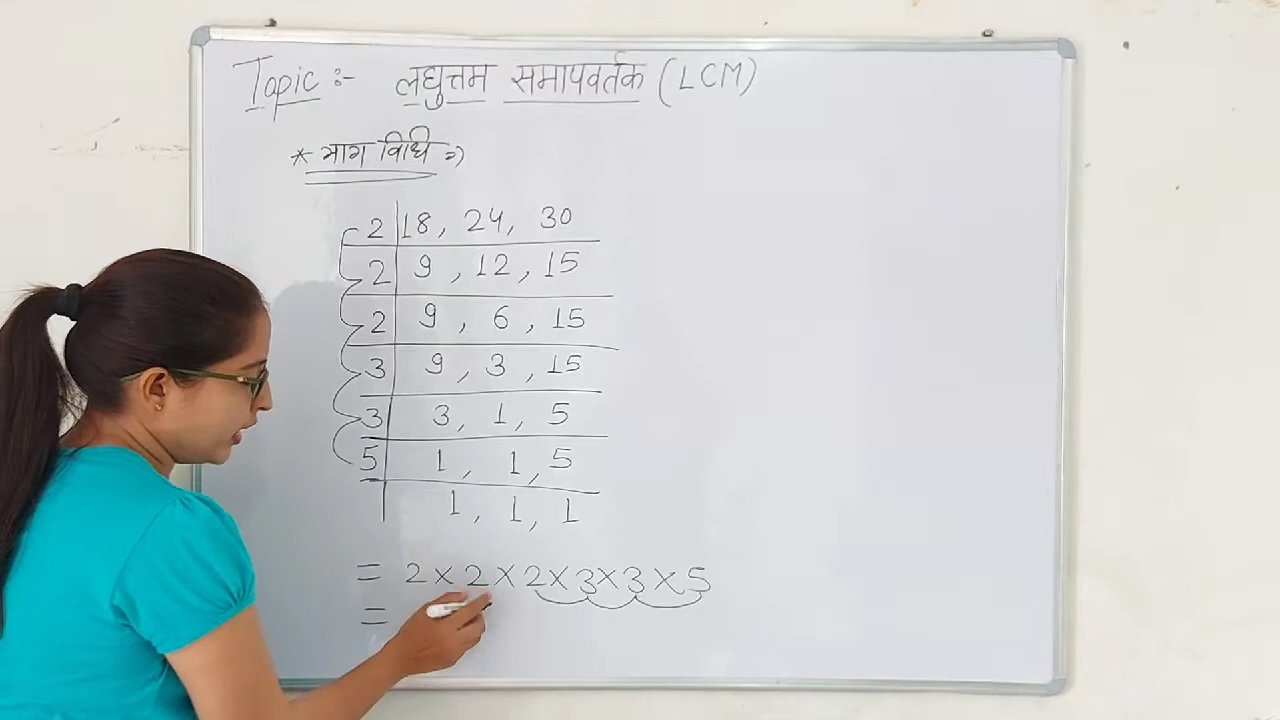 Topic :- लघुत्तम समापवर्तक (LCM)
* भाग विधि =>
2 | 18, 24, 30
2 | 9, 12, 15
2 | 9, 6, 15
3 | 9, 3, 15
3 | 3, 1, 5
5 | 1, 1, 5
| 1, 1, 1
= 2 × 2 × 2 × 3 × 3 × 5
=